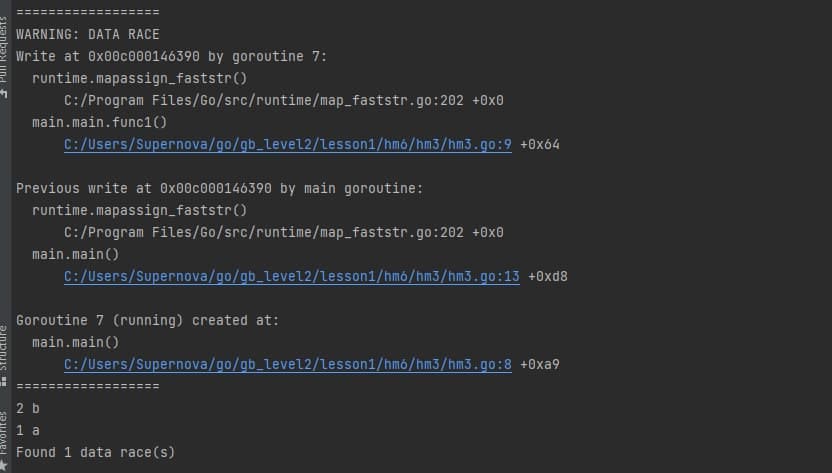 ==================
WARNING: DATA RACE
Write at 0x00c000146390 by goroutine 7:
  runtime.mapassign_faststr()
      C:/Program Files/Go/src/runtime/map_faststr.go:202 +0x0
  main.main.func1()
      C:/Users/Supernova/go/gb_level2/lesson1/hm6/hm3/hm3.go:9 +0x64

Previous write at 0x00c000146390 by main goroutine:
  runtime.mapassign_faststr()
      C:/Program Files/Go/src/runtime/map_faststr.go:202 +0x0
  main.main()
      C:/Users/Supernova/go/gb_level2/lesson1/hm6/hm3/hm3.go:13 +0xd8

Goroutine 7 (running) created at:
  main.main()
      C:/Users/Supernova/go/gb_level2/lesson1/hm6/hm3/hm3.go:8 +0xa9
==================
2 b
1 a
Found 1 data race(s)
Pull Requests
Structure
Favorites